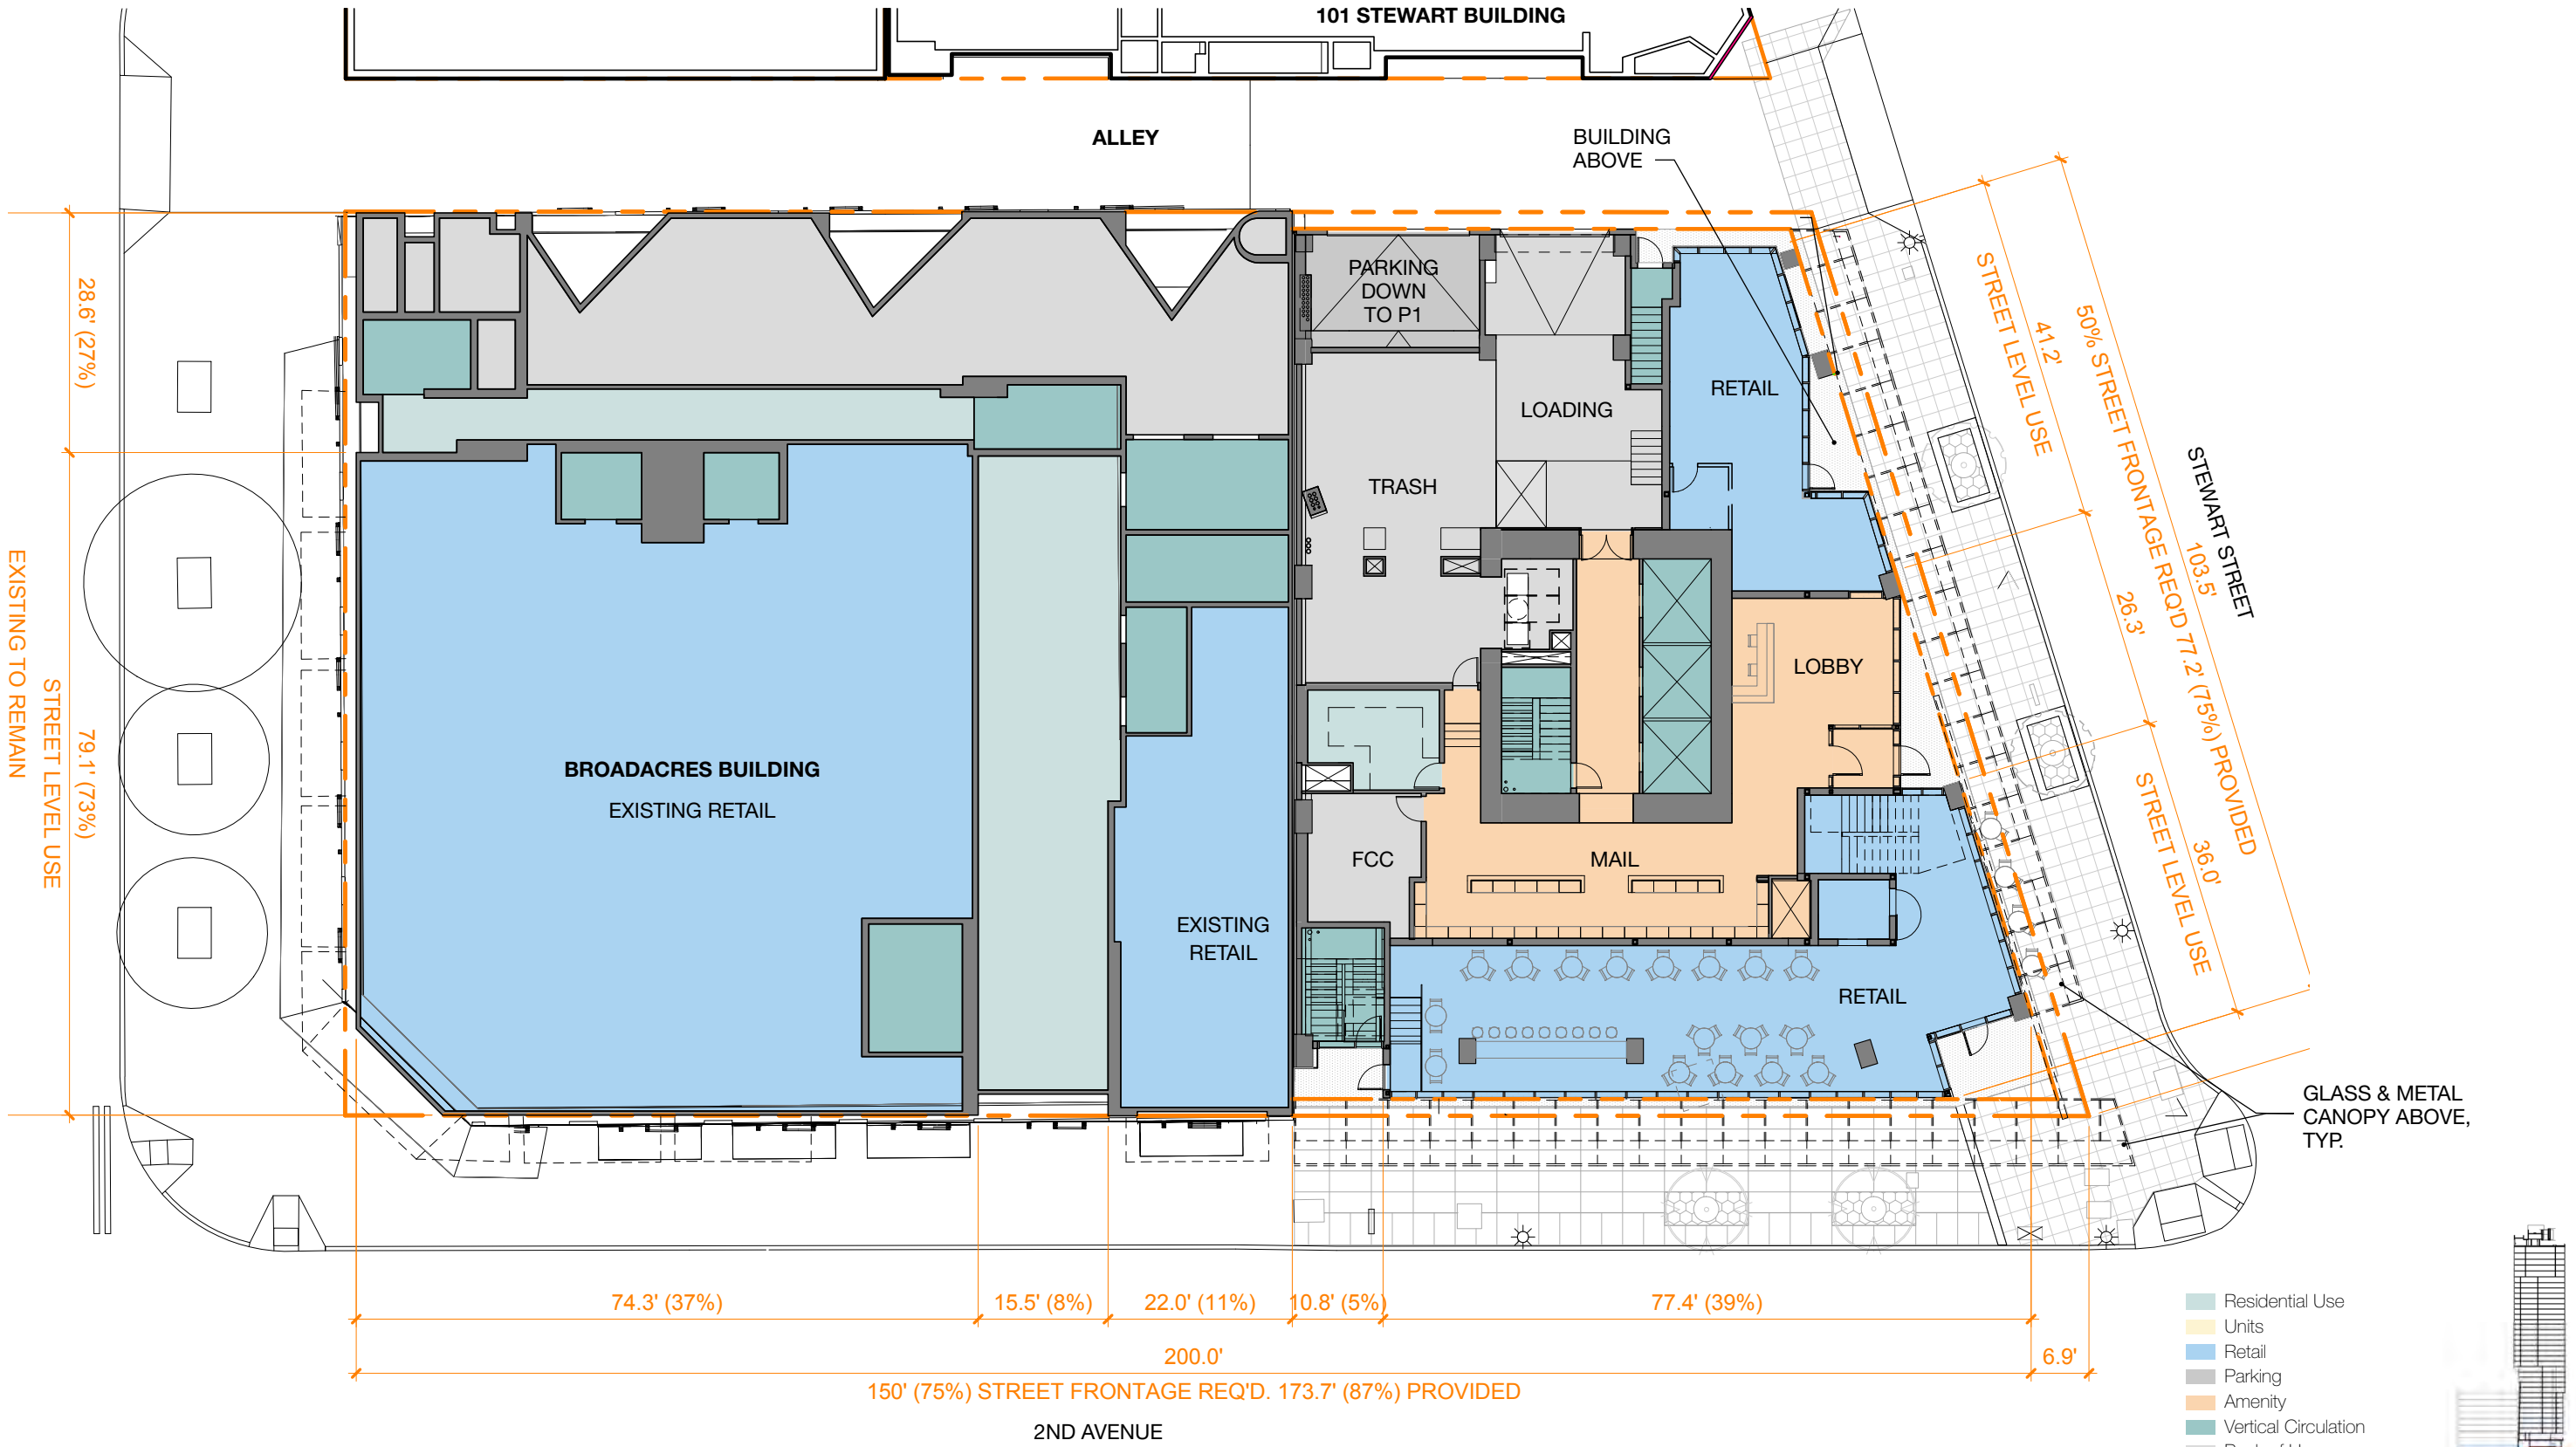 101 STEWART BUILDING
ALLEY
BUILDING
ABOVE
PARKING
DOWN
TO P1
RETAIL
LOADING
TRASH
28.6' (27%)
79.1' (73%)
STREET LEVEL USE
EXISTING TO REMAIN
STREET LEVEL USE
41.2'
50% STREET FRONTAGE REQ'D 77.2' (75%) PROVIDED
103.5'
STEWART STREET
26.3'
STREET LEVEL USE
36.0'
LOBBY
BROADACRES BUILDING
EXISTING RETAIL
FCC
MAIL
EXISTING
RETAIL
RETAIL
GLASS & METAL
CANOPY ABOVE,
TYP.
74.3' (37%)
15.5' (8%)
22.0' (11%)
10.8' (5%)
77.4' (39%)
200.0'
6.9'
150' (75%) STREET FRONTAGE REQ'D. 173.7' (87%) PROVIDED
2ND AVENUE
Residential Use
Units
Retail
Parking
Amenity
Vertical Circulation